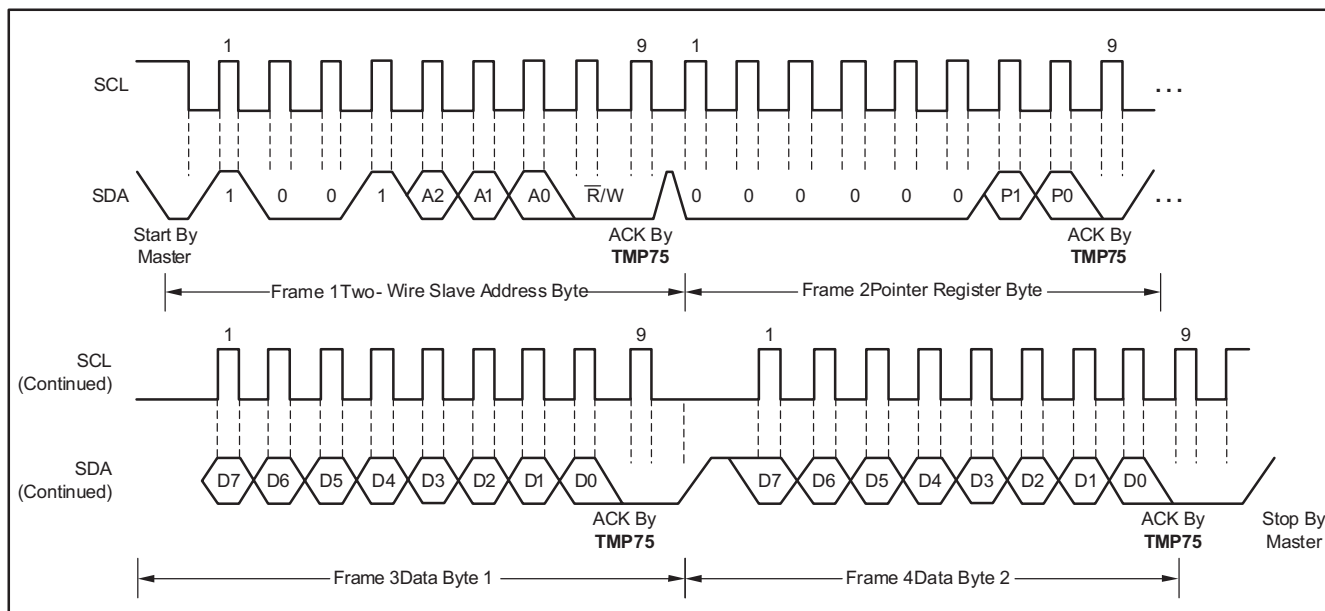 1 9 1 9
SCL ...
SDA 1 0 0 1 A2 A1 A0 R̅/W 0 0 0 0 0 0 P1 P0 ...
Start By ACK By ACK By
Master TMP75 TMP75
Frame 1Two- Wire Slave Address Byte Frame 2Pointer Register Byte
1 9 1 9
SCL
(Continued)
SDA
(Continued)
D7 D6 D5 D4 D3 D2 D1 D0 D7 D6 D5 D4 D3 D2 D1 D0
ACK By ACK By Stop By
TMP75 TMP75 Master
Frame 3Data Byte 1 Frame 4Data Byte 2